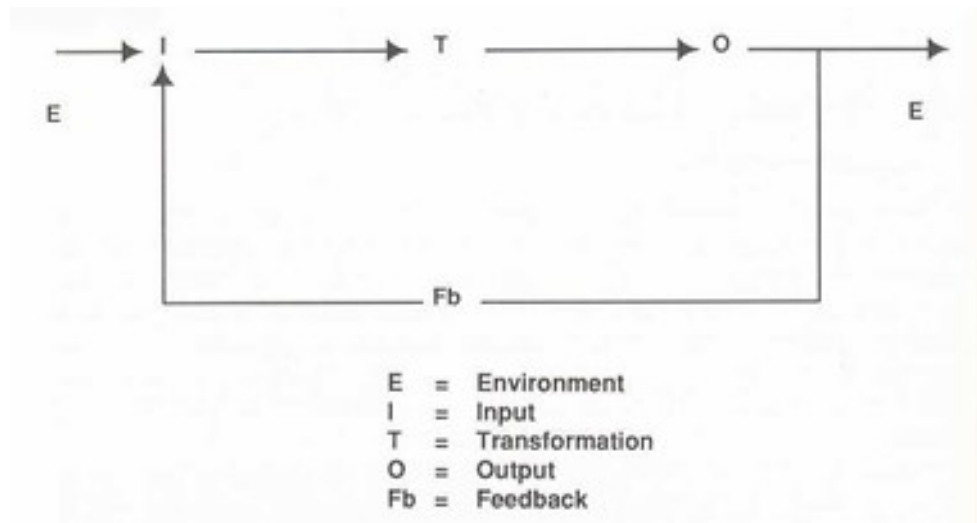 I T O
E E
Fb
E = Environment
I = Input
T = Transformation
O = Output
Fb = Feedback